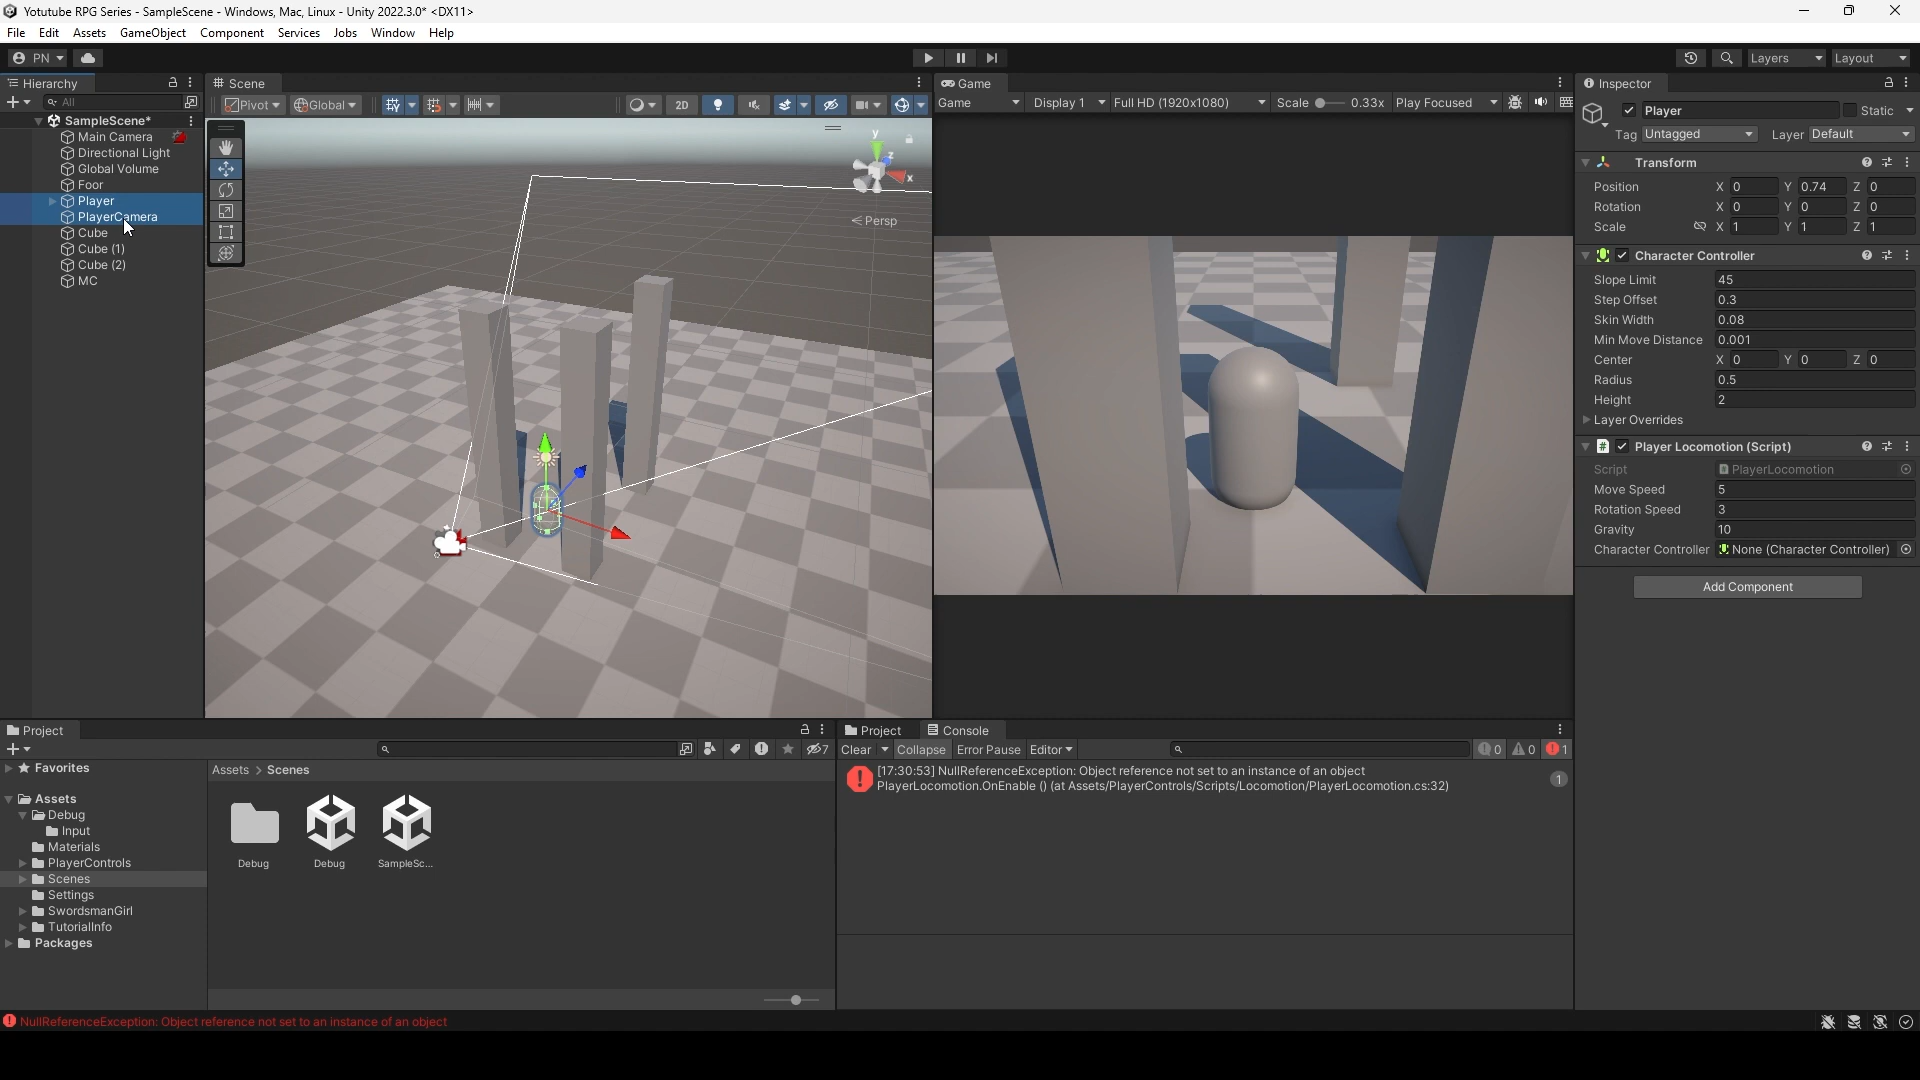 Yotutube RPG Series - SampleScene - Windows, Mac, Linux - Unity 2022.3.0* <DX11>
File Edit Assets GameObject Component Services Jobs Window Help
PN Layers Layout
Hierarchy
All
SampleScene*
Main Camera
Directional Light
Global Volume
Foor
Player
PlayerCamera
Cube
Cube (1)
Cube (2)
MC
Scene
Pivot Global 2D
y
z
x
Persp
Game
Game Display 1 Full HD (1920x1080) Scale 0.33x Play Focused
Inspector
Player Static
Tag Untagged Layer Default
Transform
Position X 0 Y 0.74 Z 0
Rotation X 0 Y 0 Z 0
Scale X 1 Y 1 Z 1
Character Controller
Slope Limit 45
Step Offset 0.3
Skin Width 0.08
Min Move Distance 0.001
Center X 0 Y 0 Z 0
Radius 0.5
Height 2
Layer Overrides
Player Locomotion (Script)
Script PlayerLocomotion
Move Speed 5
Rotation Speed 3
Gravity 10
Character Controller None (Character Controller)
Add Component
Project
7
Favorites
Assets
Debug
Input
Materials
PlayerControls
Scenes
Settings
SwordsmanGirl
TutorialInfo
Packages
Assets > Scenes
Debug Debug SampleSc...
Project Console
Clear Collapse Error Pause Editor 0 0 1
[17:30:53] NullReferenceException: Object reference not set to an instance of an object
PlayerLocomotion.OnEnable () (at Assets/PlayerControls/Scripts/Locomotion/PlayerLocomotion.cs:32)
1
NullReferenceException: Object reference not set to an instance of an object